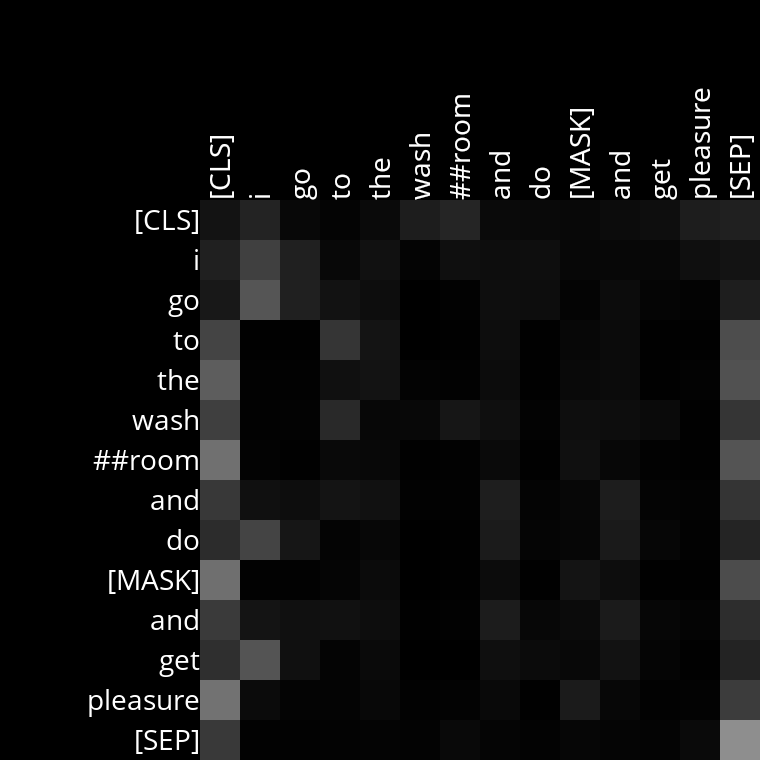 [CLS] i go to the wash ##room and do [MASK] and get pleasure [SEP]
[CLS]
i
go
to
the
wash
##room
and
do
[MASK]
and
get
pleasure
[SEP]